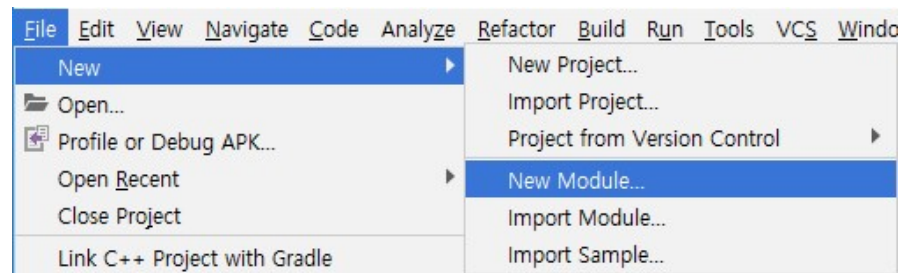 File Edit View Navigate Code Analyze Refactor Build Run Tools VCS Windo
New
Open...
Profile or Debug APK...
Open Recent
Close Project
Link C++ Project with Gradle
New Project...
Import Project...
Project from Version Control
New Module...
Import Module...
Import Sample...